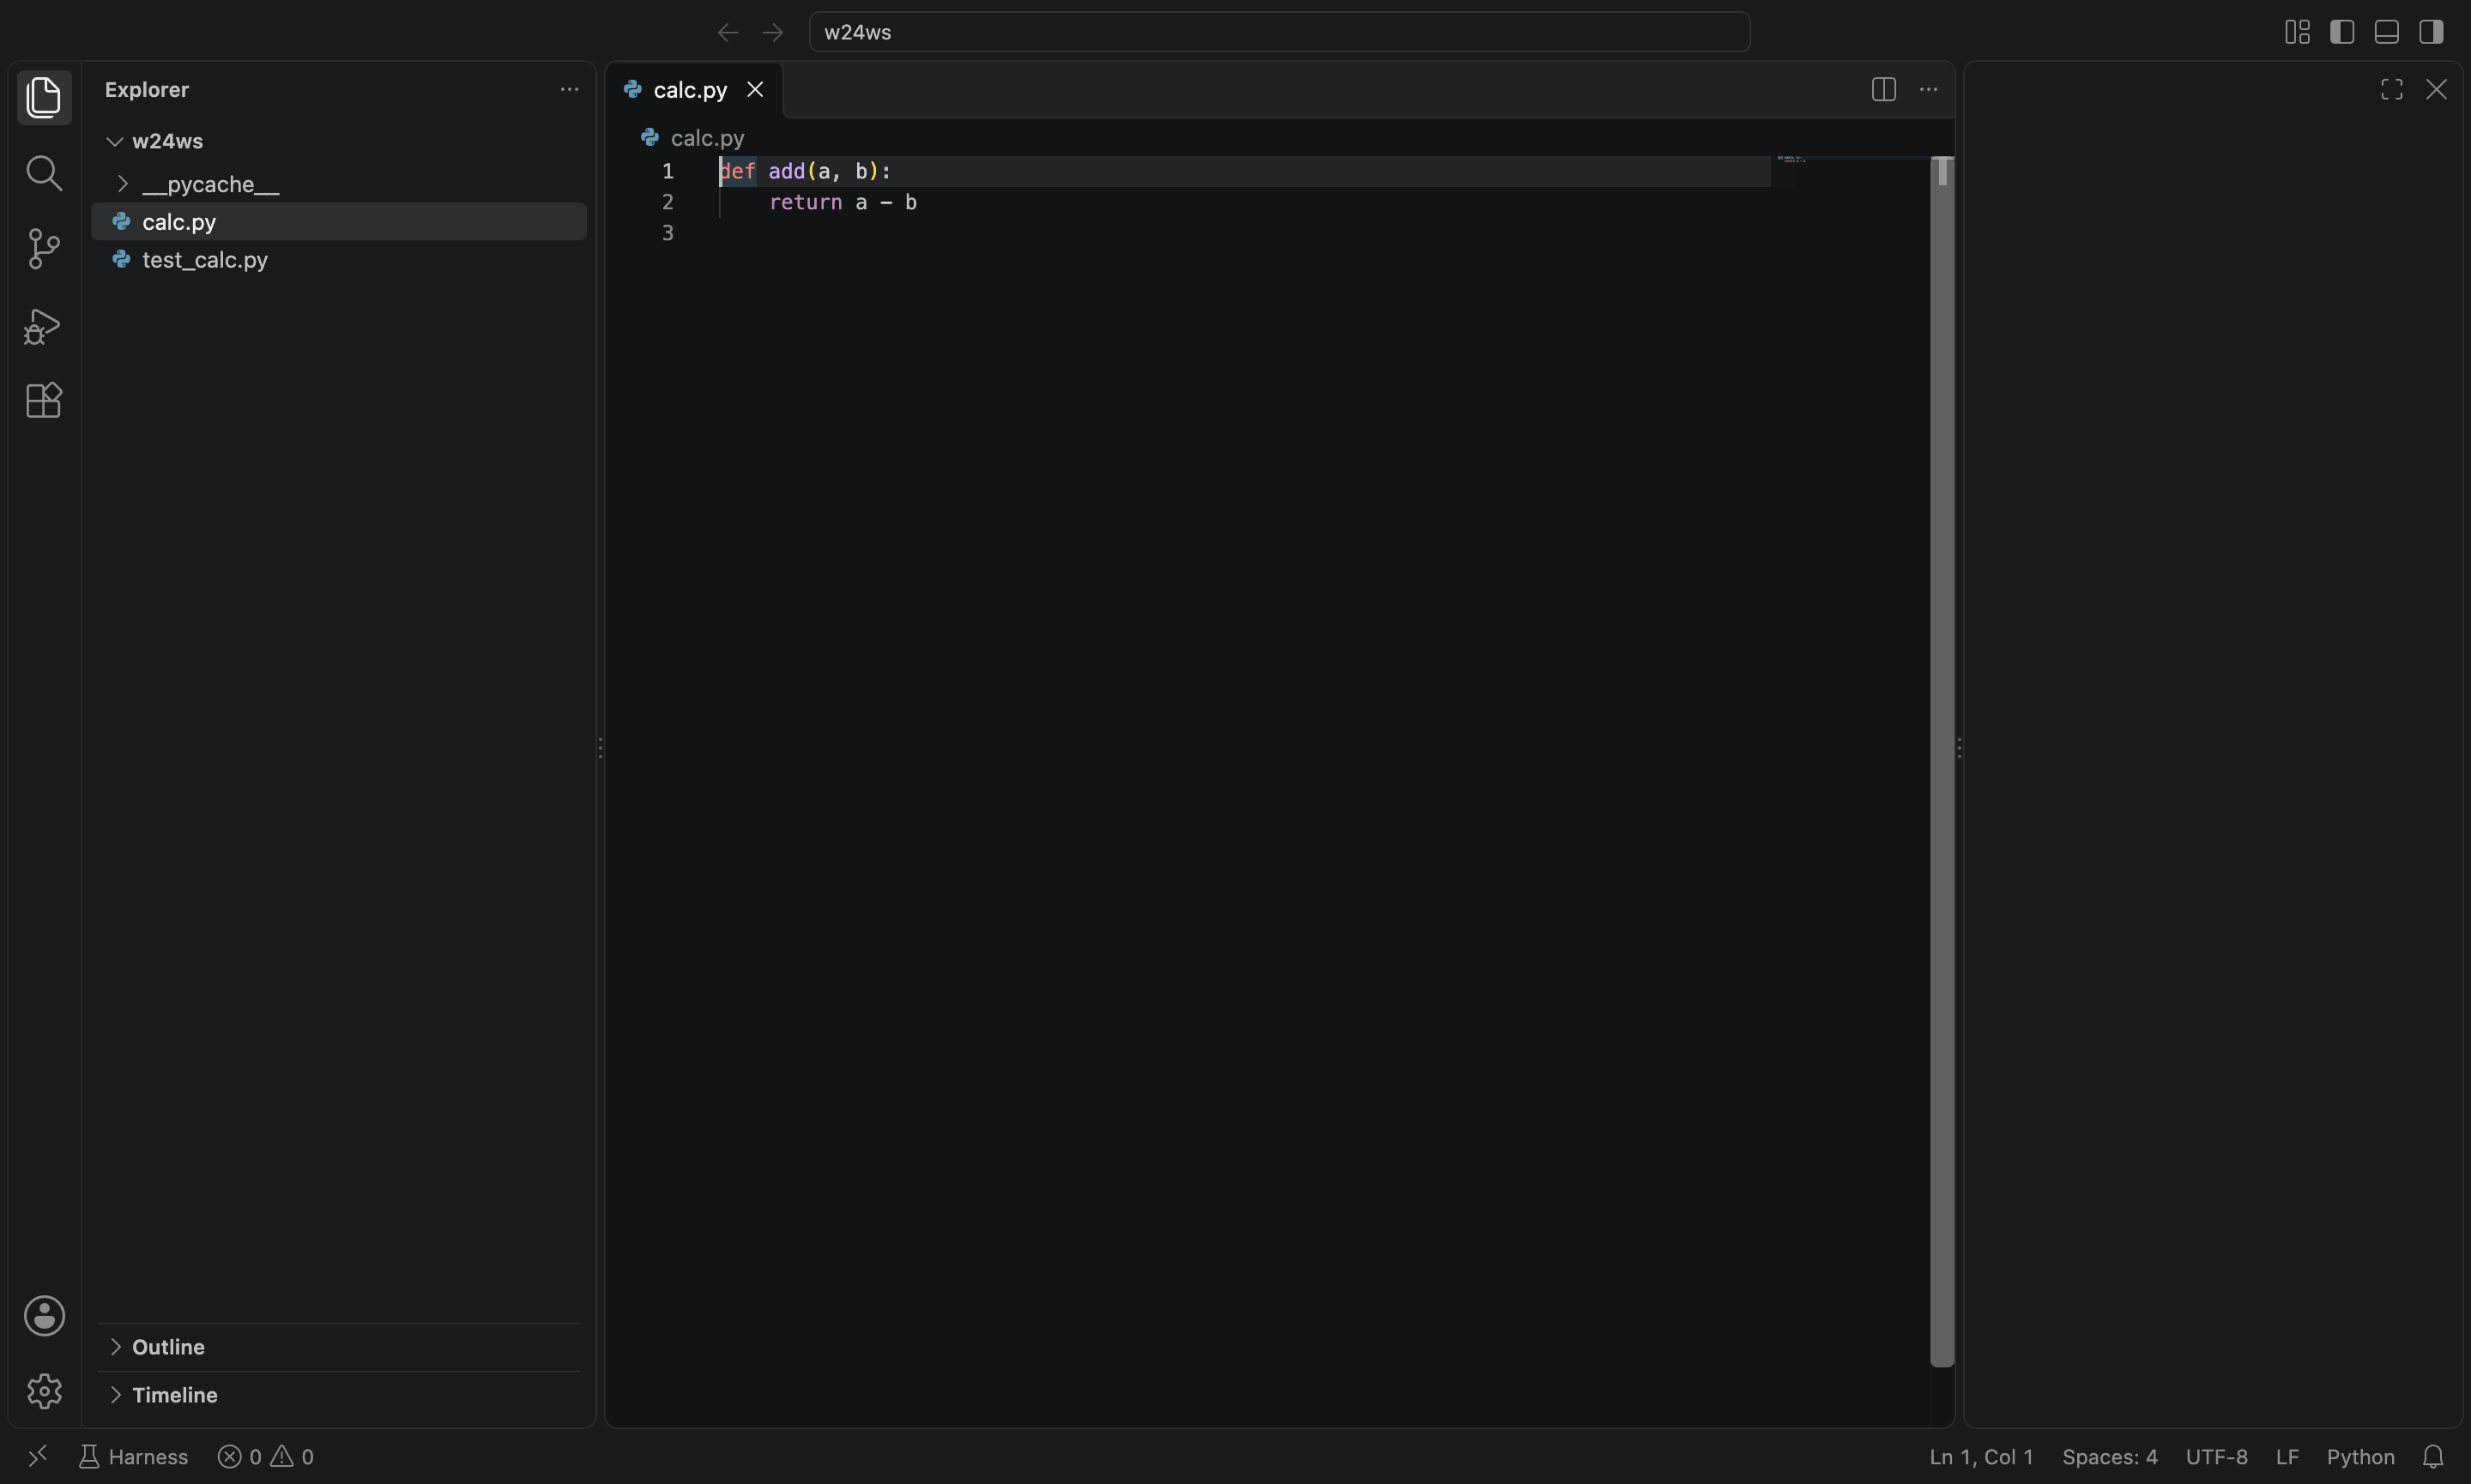 w24ws
Explorer
w24ws
__pycache__
calc.py
test_calc.py
Outline
Timeline
calc.py
calc.py
1 def add(a, b):
2     return a - b
3
Harness 0 0
Ln 1, Col 1 Spaces: 4 UTF-8 LF Python